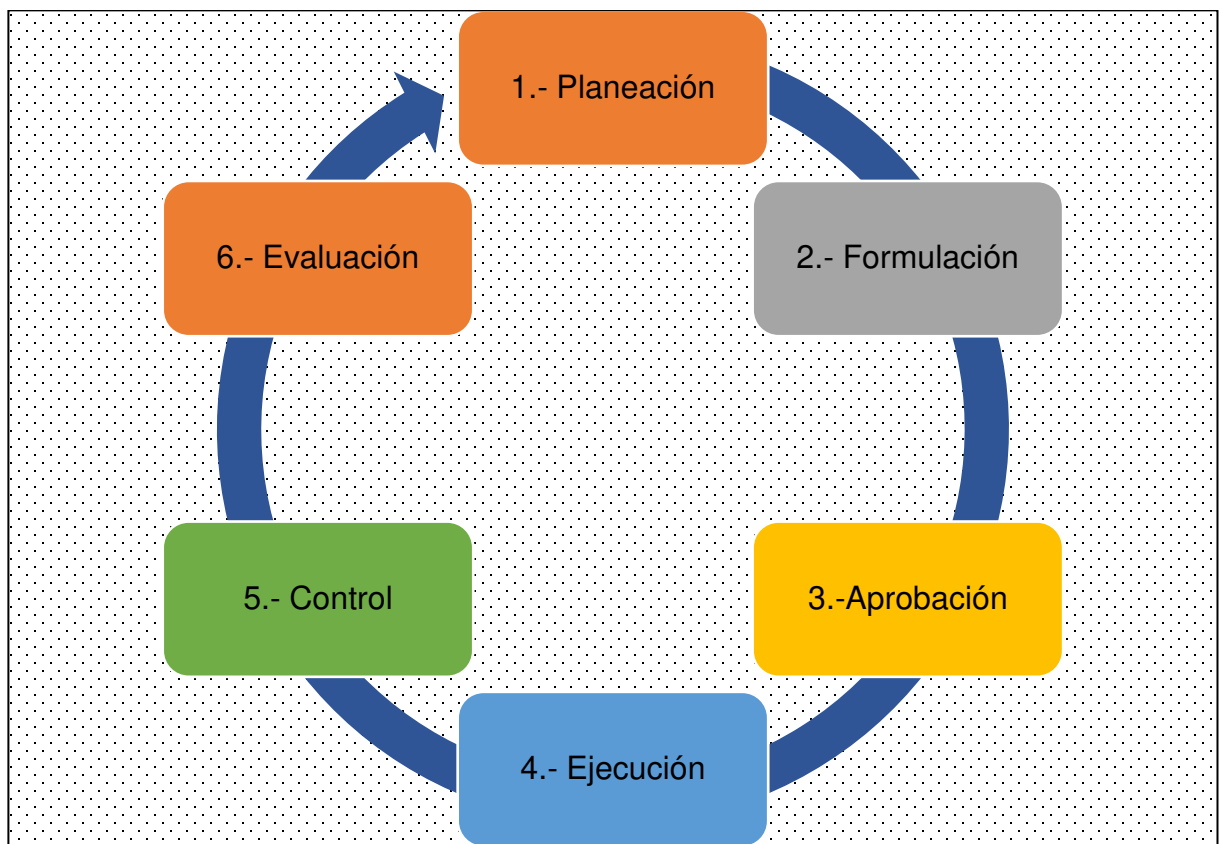 1.- Planeación
2.- Formulación
3.-Aprobación
4.- Ejecución
5.- Control
6.- Evaluación